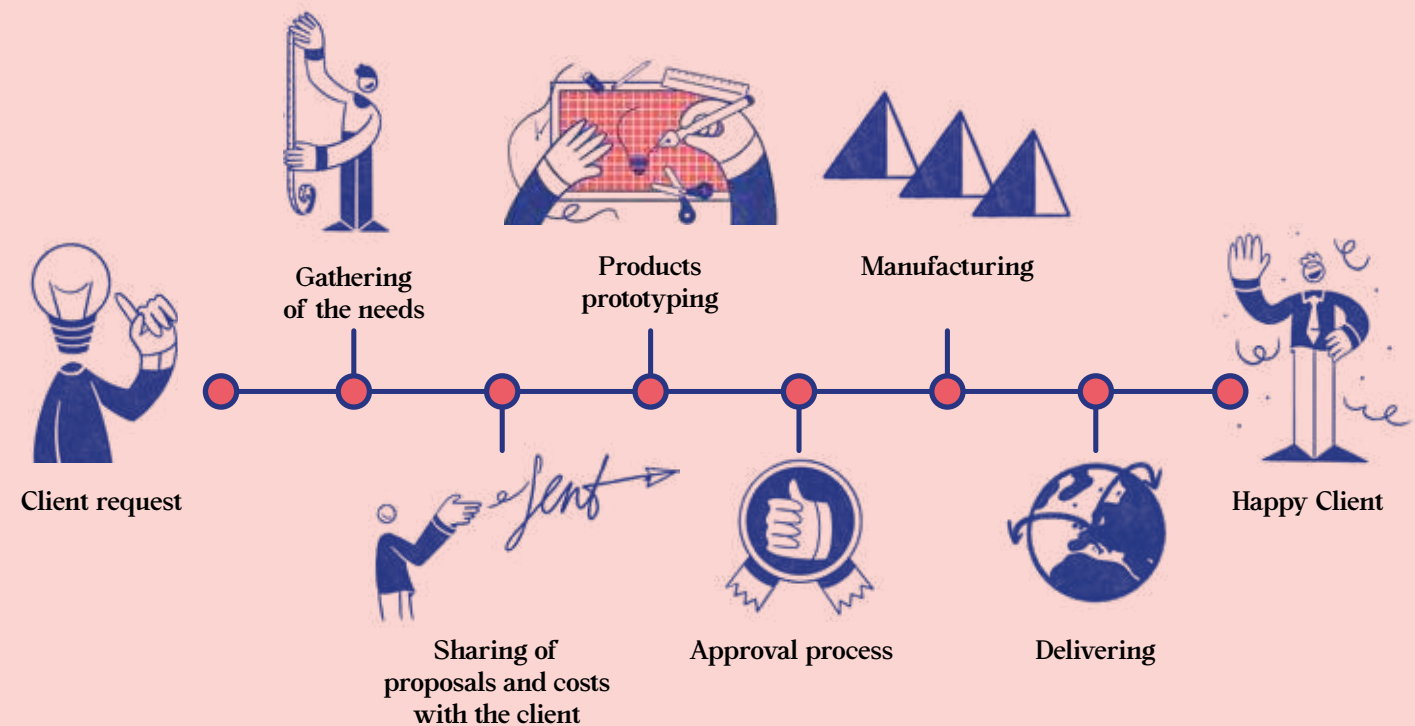 Client request
Gathering
of the needs
Sharing of
proposals and costs
with the client
sent
Products
prototyping
Approval process
Manufacturing
Delivering
Happy Client